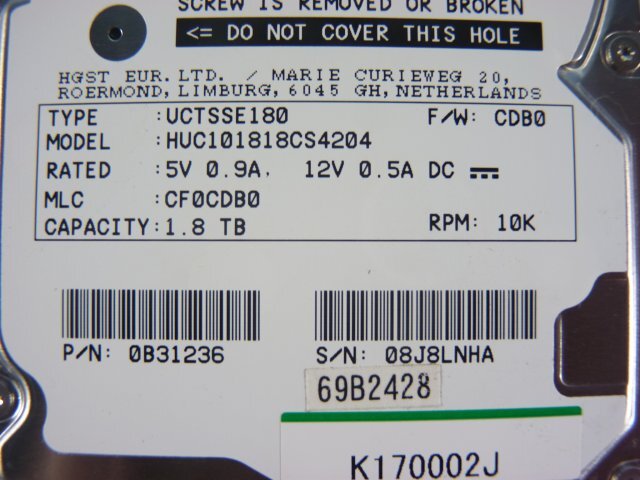 SCREW IS REMOVED OR BROKEN
<= DO NOT COVER THIS HOLE
HGST EUR.LTD. / MARIE CURIEWEG 20,
ROERMOND, LIMBURG, 6045 GH, NETHERLANDS
TYPE :UCTSSE180 F/W: CDB0
MODEL :HUC101818CS4204
RATED :5V 0.9A, 12V 0.5A DC
MLC :CF0CDB0
CAPACITY:1.8 TB RPM: 10K
P/N: 0B31236 S/N: 08J8LNHA
69B2428
K170002J